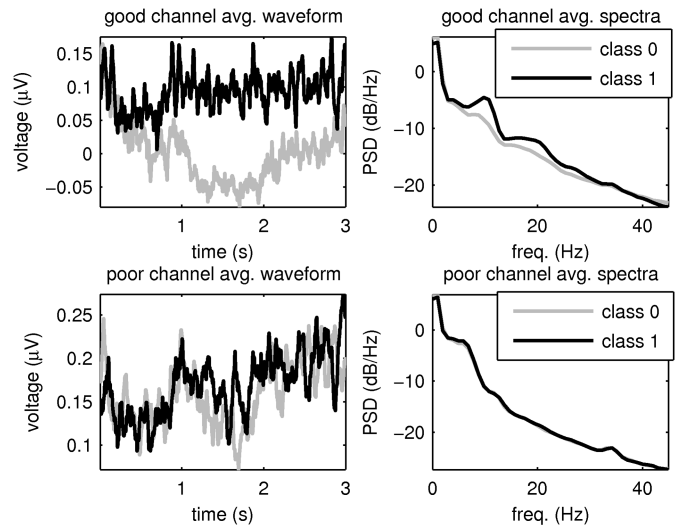 good channel avg. waveform
good channel avg. spectra
0.15
0.1
0.05
0
−0.05
voltage (μV)
1
2
3
time (s)
0
−10
−20
PSD (dB/Hz)
class 0
class 1
0
20
40
freq. (Hz)
poor channel avg. waveform
poor channel avg. spectra
0.25
0.2
0.15
0.1
voltage (μV)
1
2
3
time (s)
0
−10
−20
PSD (dB/Hz)
class 0
class 1
0
20
40
freq. (Hz)